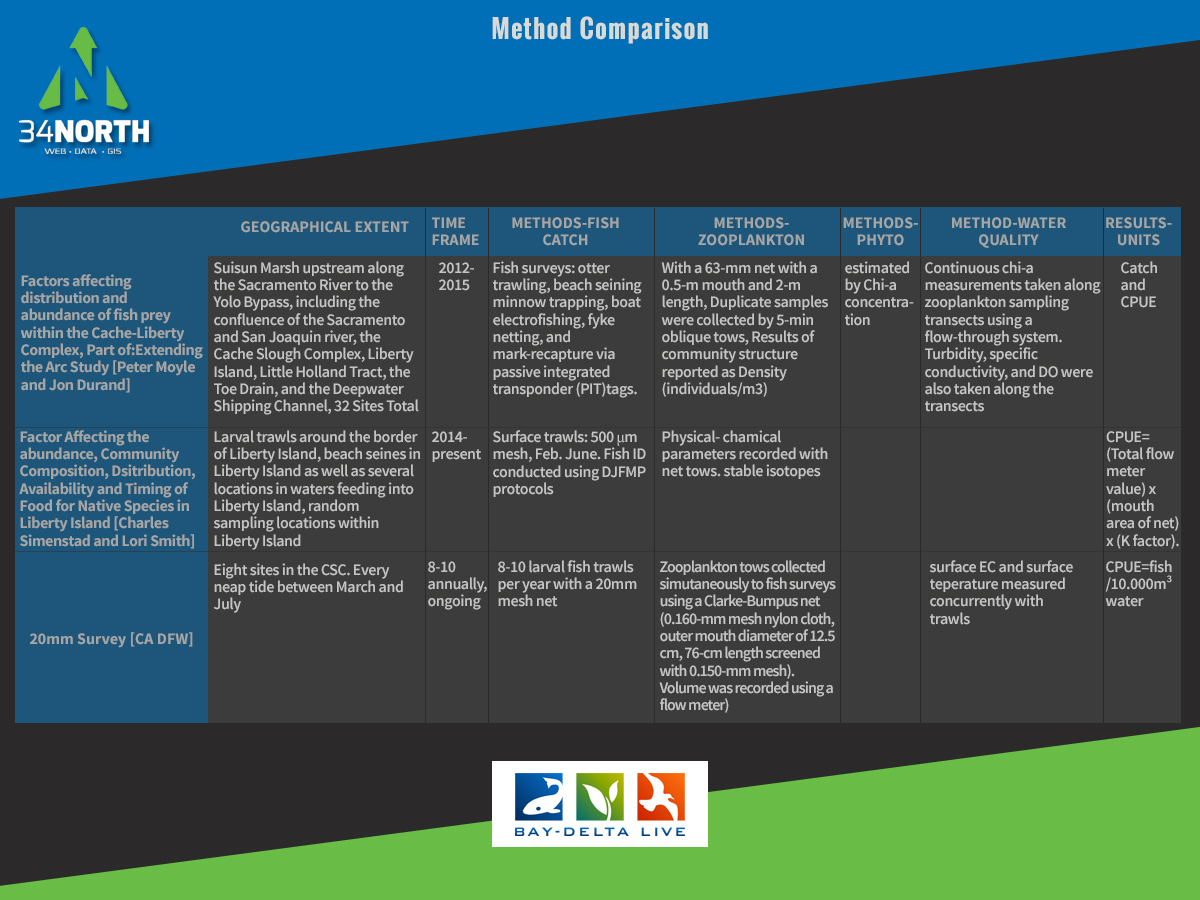 Method Comparison
34NORTH
WEB • DATA • GIS
GEOGRAPHICAL EXTENT
TIME
FRAME
METHODS-FISH
CATCH
METHODS-
ZOOPLANKTON
METHODS-
PHYTO
METHOD-WATER
QUALITY
RESULTS-
UNITS
Factors affecting
distribution and
abundance of fish prey
within the Cache-Liberty
Complex, Part of:Extending
the Arc Study [Peter Moyle
and Jon Durand]
Suisun Marsh upstream along
the Sacramento River to the
Yolo Bypass, including the
confluence of the Sacramento
and San Joaquin river, the
Cache Slough Complex, Liberty
Island, Little Holland Tract, the
Toe Drain, and the Deepwater
Shipping Channel, 32 Sites Total
2012-
2015
Fish surveys: otter
trawling, beach seining
minnow trapping, boat
electrofishing, fyke
netting, and
mark-recapture via
passive integrated
transponder (PIT)tags.
With a 63-mm net with a
0.5-m mouth and 2-m
length, Duplicate samples
were collected by 5-min
oblique tows, Results of
community structure
reported as Density
(individuals/m3)
estimated
by Chi-a
concentra-
tion
Continuous chi-a
measurements taken along
zooplankton sampling
transects using a
flow-through system.
Turbidity, specific
conductivity, and DO were
also taken along the
transects
Catch
and
CPUE
Factor Affecting the
abundance, Community
Composition, Dsitribution,
Availability and Timing of
Food for Native Species in
Liberty Island [Charles
Simenstad and Lori Smith]
Larval trawls around the border
of Liberty Island, beach seines in
Liberty Island as well as several
locations in waters feeding into
Liberty Island, random
sampling locations within
Liberty Island
2014-
present
Surface trawls: 500 µm
mesh, Feb. June. Fish ID
conducted using DJFMP
protocols
Physical- chamical
parameters recorded with
net tows. stable isotopes
CPUE=
(Total flow
meter
value) x
(mouth
area of net)
x (K factor).
20mm Survey [CA DFW]
Eight sites in the CSC. Every
neap tide between March and
July
8-10
annually,
ongoing
8-10 larval fish trawls
per year with a 20mm
mesh net
Zooplankton tows collected
simutaneously to fish surveys
using a Clarke-Bumpus net
(0.160-mm mesh nylon cloth,
outer mouth diameter of 12.5
cm, 76-cm length screened
with 0.150-mm mesh).
Volume was recorded using a
flow meter)
surface EC and surface
teperature measured
concurrently with
trawls
CPUE=fish
/10.000m³
water
BAY-DELTA LIVE